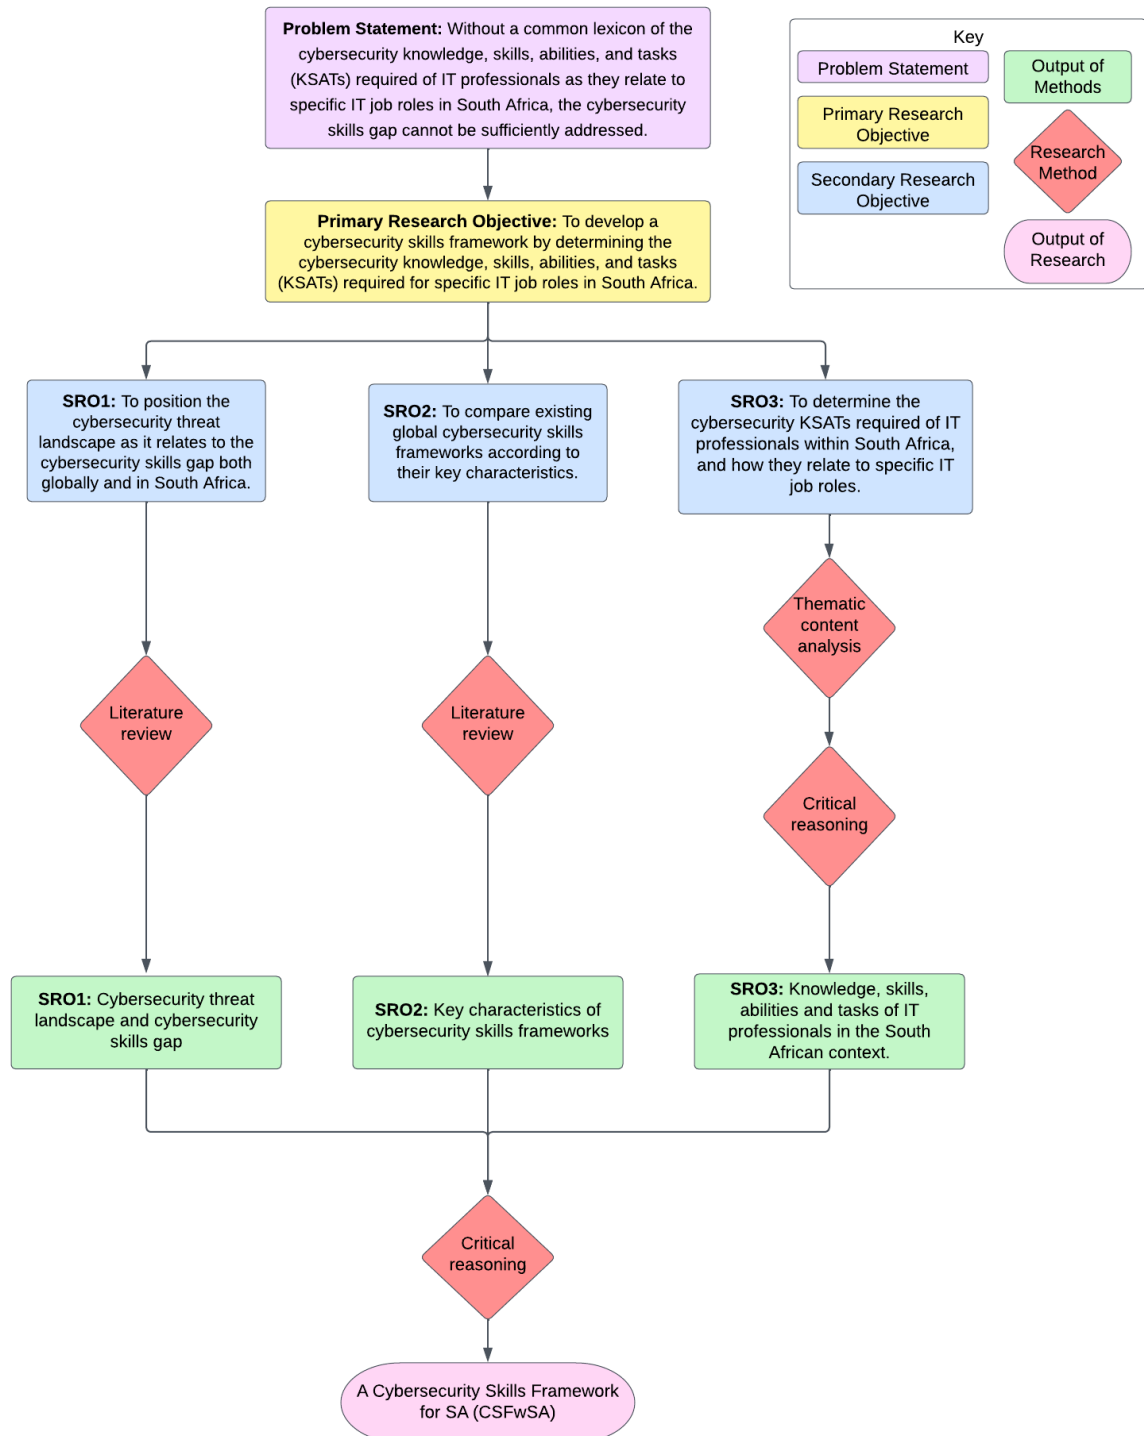 Problem Statement: Without a common lexicon of the
cybersecurity knowledge, skills, abilities, and tasks
(KSATs) required of IT professionals as they relate to
specific IT job roles in South Africa, the cybersecurity
skills gap cannot be sufficiently addressed.
Key
Problem Statement
Output of
Methods
Primary Research
Objective
Research
Method
Secondary Research
Objective
Output of
Research
Primary Research Objective: To develop a
cybersecurity skills framework by determining the
cybersecurity knowledge, skills, abilities, and tasks
(KSATs) required for specific IT job roles in South Africa.
SRO1: To position the
cybersecurity threat
landscape as it relates to the
cybersecurity skills gap both
globally and in South Africa.
SRO2: To compare existing
global cybersecurity skills
frameworks according to
their key characteristics.
SRO3: To determine the
cybersecurity KSATs required of IT
professionals within South Africa,
and how they relate to specific IT
job roles.
Thematic
content
analysis
Literature
review
Literature
review
Critical
reasoning
SRO1: Cybersecurity threat
landscape and cybersecurity
skills gap
SRO2: Key characteristics of
cybersecurity skills frameworks
SRO3: Knowledge, skills,
abilities and tasks of IT
professionals in the South
African context.
Critical
reasoning
A Cybersecurity Skills Framework
for SA (CSFwSA)